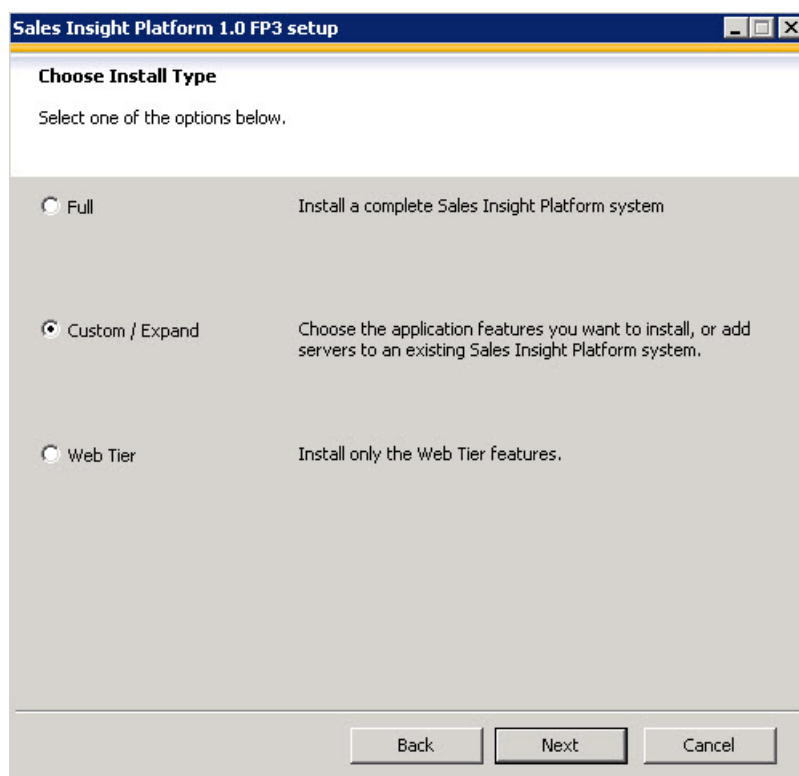 Sales Insight Platform 1.0 FP3 setup
Choose Install Type
Select one of the options below.
Full
Install a complete Sales Insight Platform system
Custom / Expand
Choose the application features you want to install, or add
servers to an existing Sales Insight Platform system.
Web Tier
Install only the Web Tier features.
Back
Next
Cancel